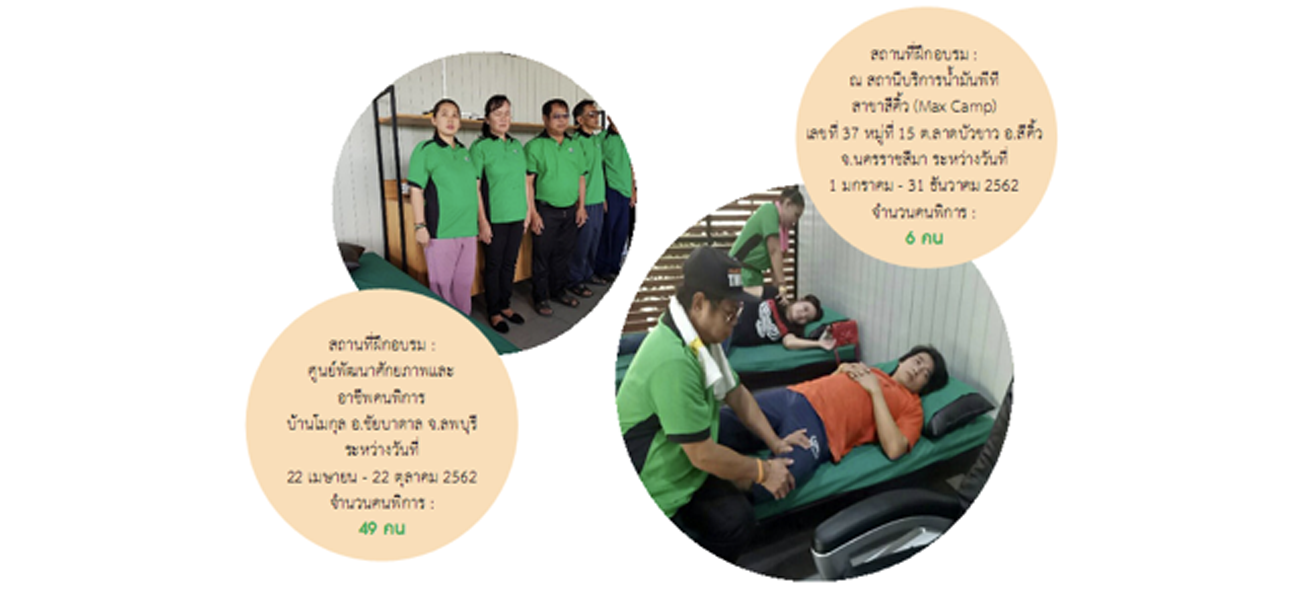 สถานที่ฝึกอบรม :
ณ สถานีบริการน้ำมันพีที
สาขาสีคิ้ว (Max Camp)
เลขที่ 37 หมู่ที่ 15 ต.ลาดบัวขาว อ.สีคิ้ว
จ.นครราชสีมา ระหว่างวันที่
1 มกราคม - 31 ธันวาคม 2562
จำนวนคนพิการ :
6 คน
สถานที่ฝึกอบรม :
ศูนย์พัฒนาศักยภาพและ
อาชีพคนพิการ
บ้านโมกุล อ.ชัยบาดาล จ.ลพบุรี
ระหว่างวันที่
22 เมษายน - 22 ตุลาคม 2562
จำนวนคนพิการ :
49 คน